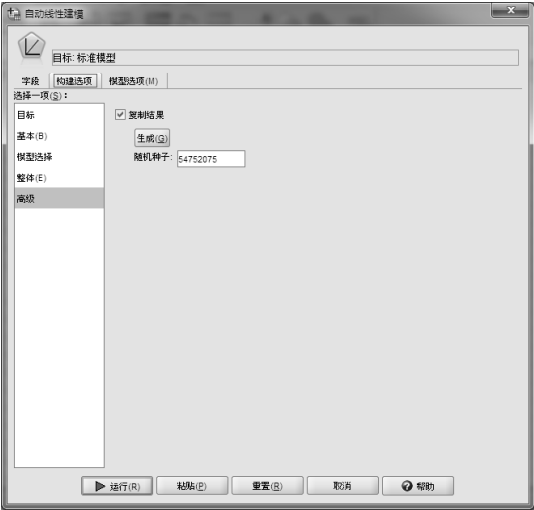 自动线性建模
目标: 标准模型
字段 构建选项 模型选项(M)
选择一项(S)：
目标
基本(B)
模型选择
整体(E)
高级
复制结果
生成(G)
随机种子: 54752075
运行(R) 粘贴(P) 重置(R) 取消 帮助